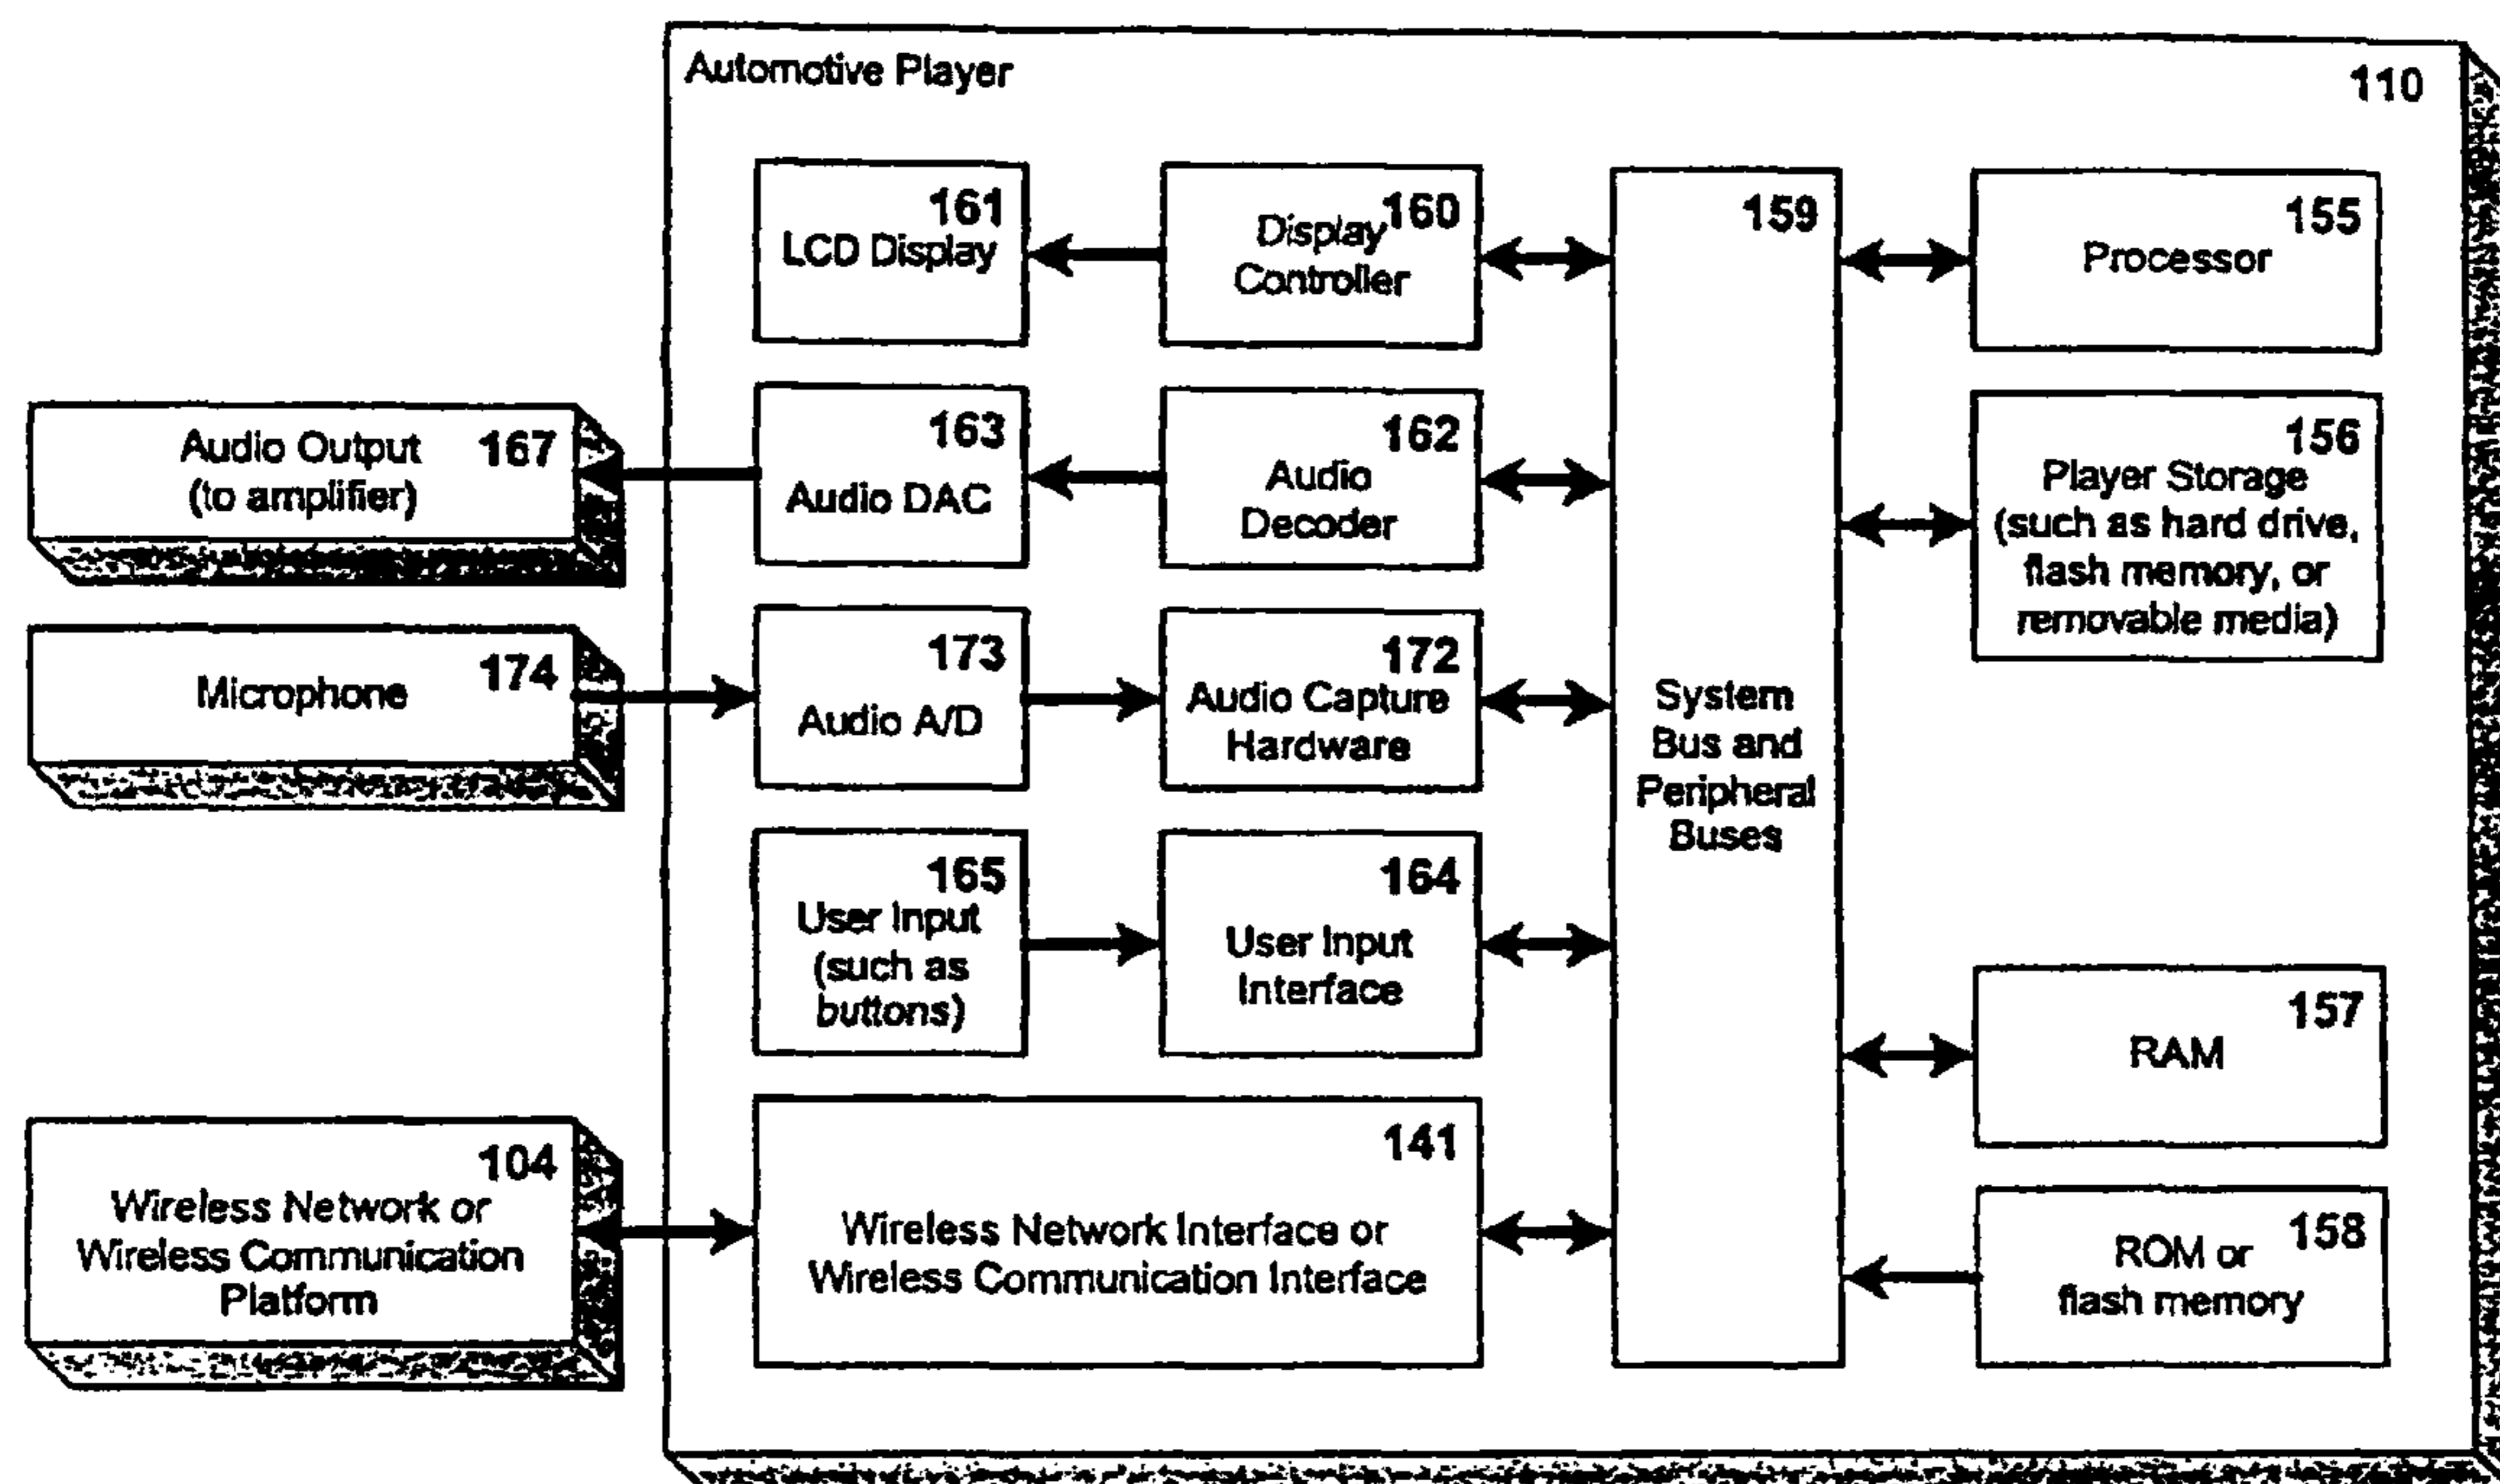 Automotive Player
110
161
LCD Display
160
Display
Controller
159
System
Bus and
Peripheral
Buses
155
Processor
Audio Output
(to amplifier)
167
163
Audio DAC
162
Audio
Decoder
156
Player Storage
(such as hard drive,
flash memory, or
removable media)
Microphone
174
173
Audio A/D
172
Audio Capture
Hardware
165
User Input
(such as
buttons)
164
User Input
Interface
157
RAM
104
Wireless Network or
Wireless Communication
Platform
141
Wireless Network Interface or
Wireless Communication Interface
158
ROM or
flash memory